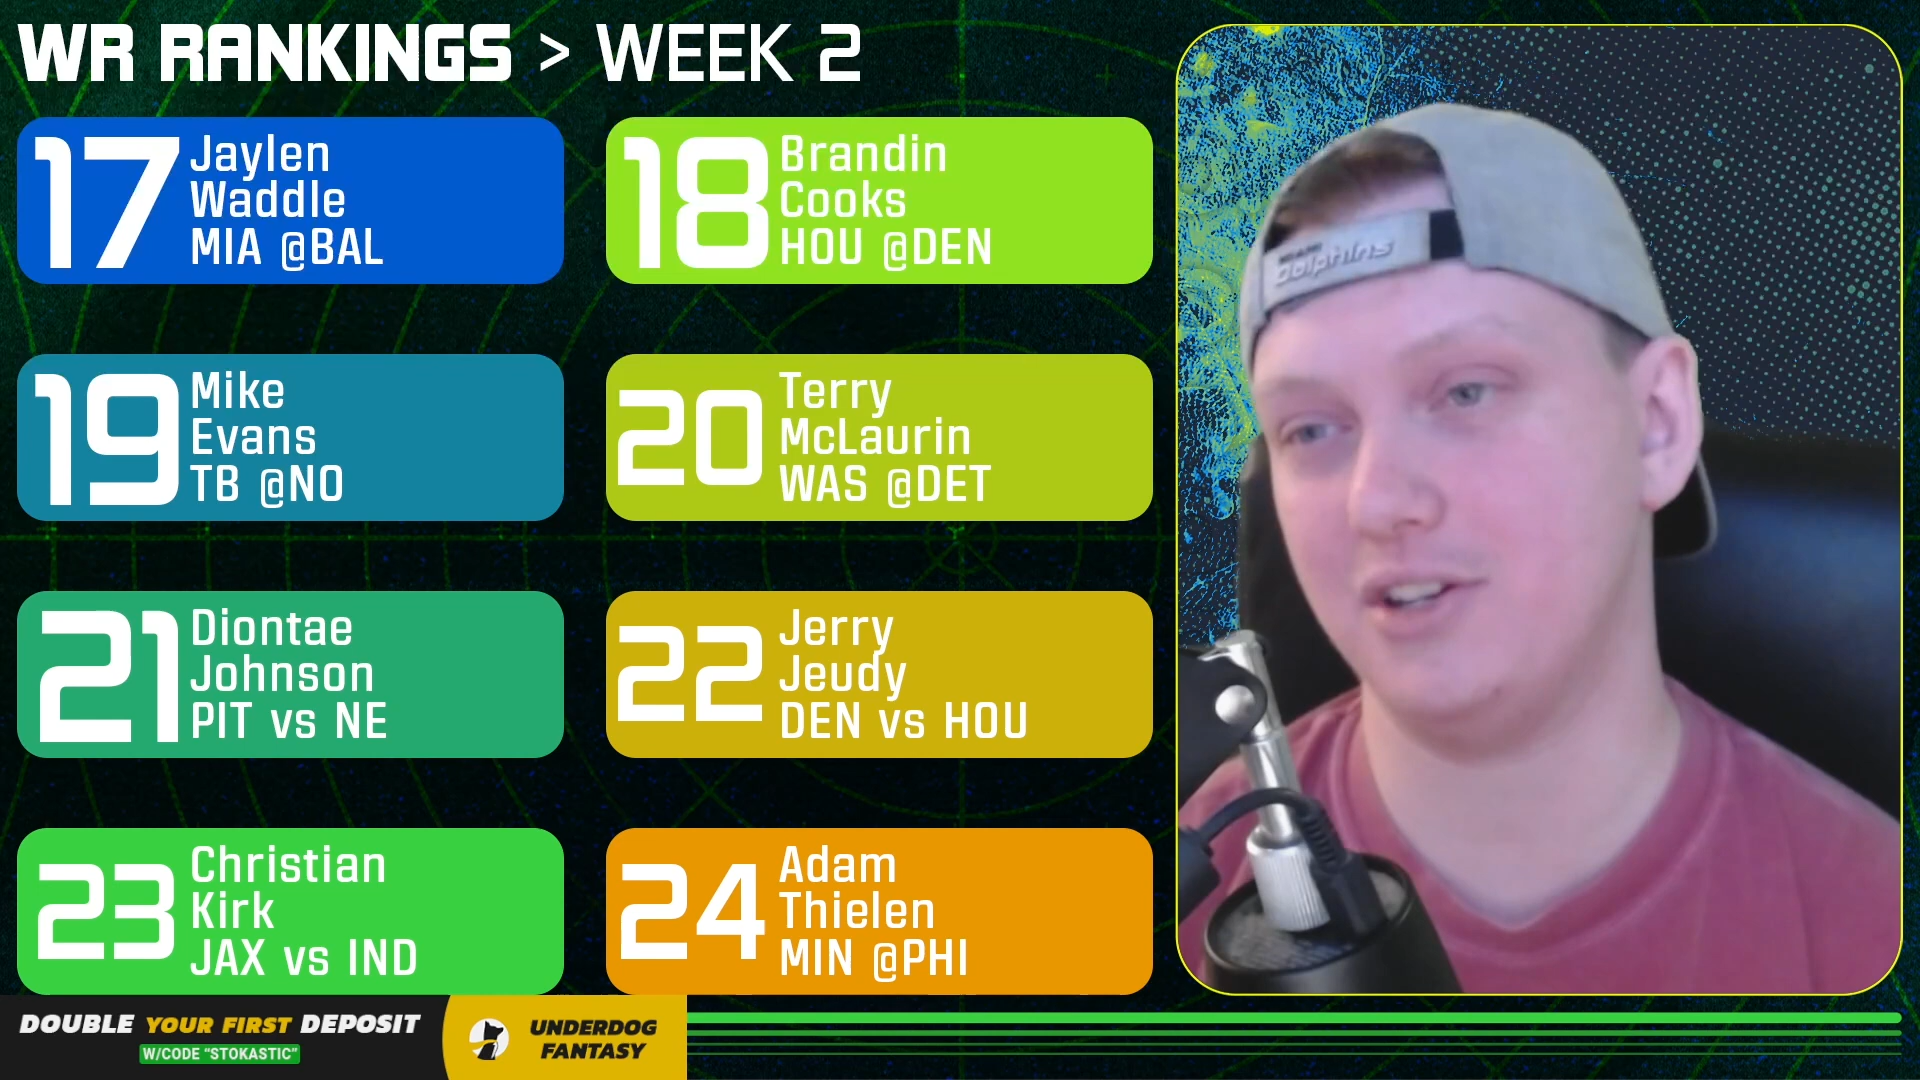 WR RANKINGS > WEEK 2
17
Jaylen
Waddle
MIA @BAL
18
Brandin
Cooks
HOU @DEN
19
Mike
Evans
TB @NO
20
Terry
McLaurin
WAS @DET
21
Diontae
Johnson
PIT vs NE
22
Jerry
Jeudy
DEN vs HOU
23
Christian
Kirk
JAX vs IND
24
Adam
Thielen
MIN @PHI
MIAMI
Dolphins
DOUBLE YOUR FIRST DEPOSIT
W/CODE "STOKASTIC"
UNDERDOG
FANTASY